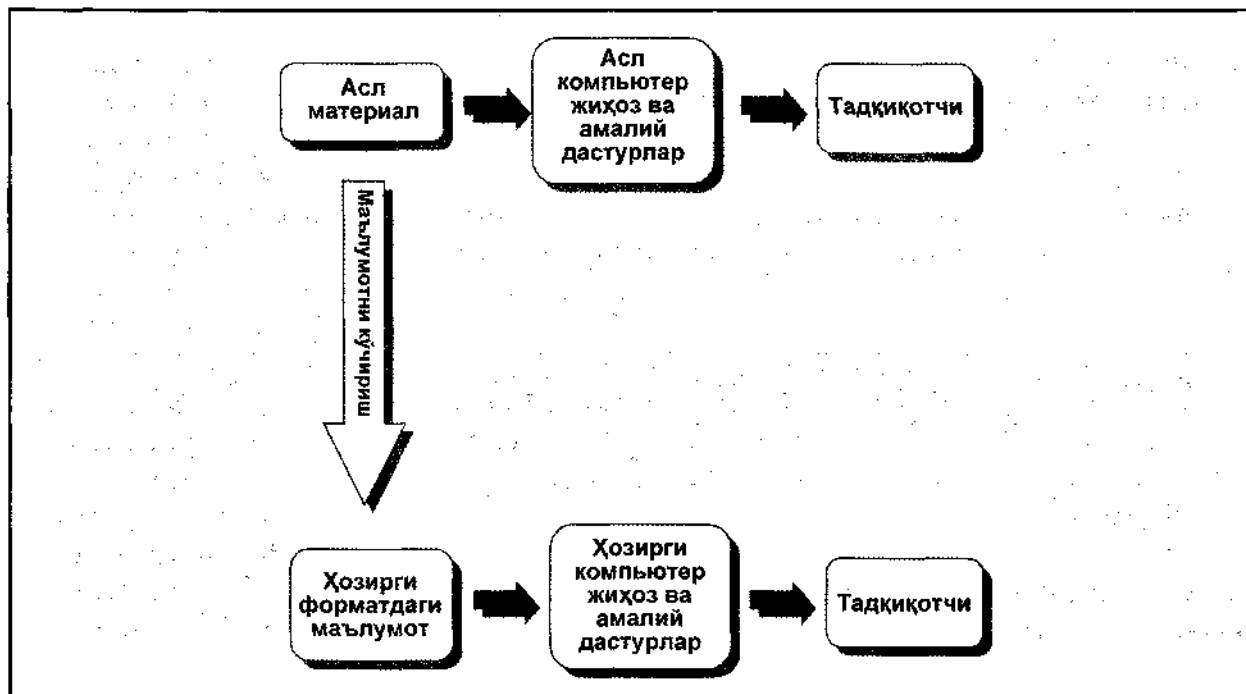 Асл
материал
Асл
компьютер
жиҳоз ва
амалий
дастурлар
Тадқиқотчи
Маълумотни кўчириш
Ҳозирги
форматдаги
маълумот
Ҳозирги
компьютер
жиҳоз ва
амалий
дастурлар
Тадқиқотчи